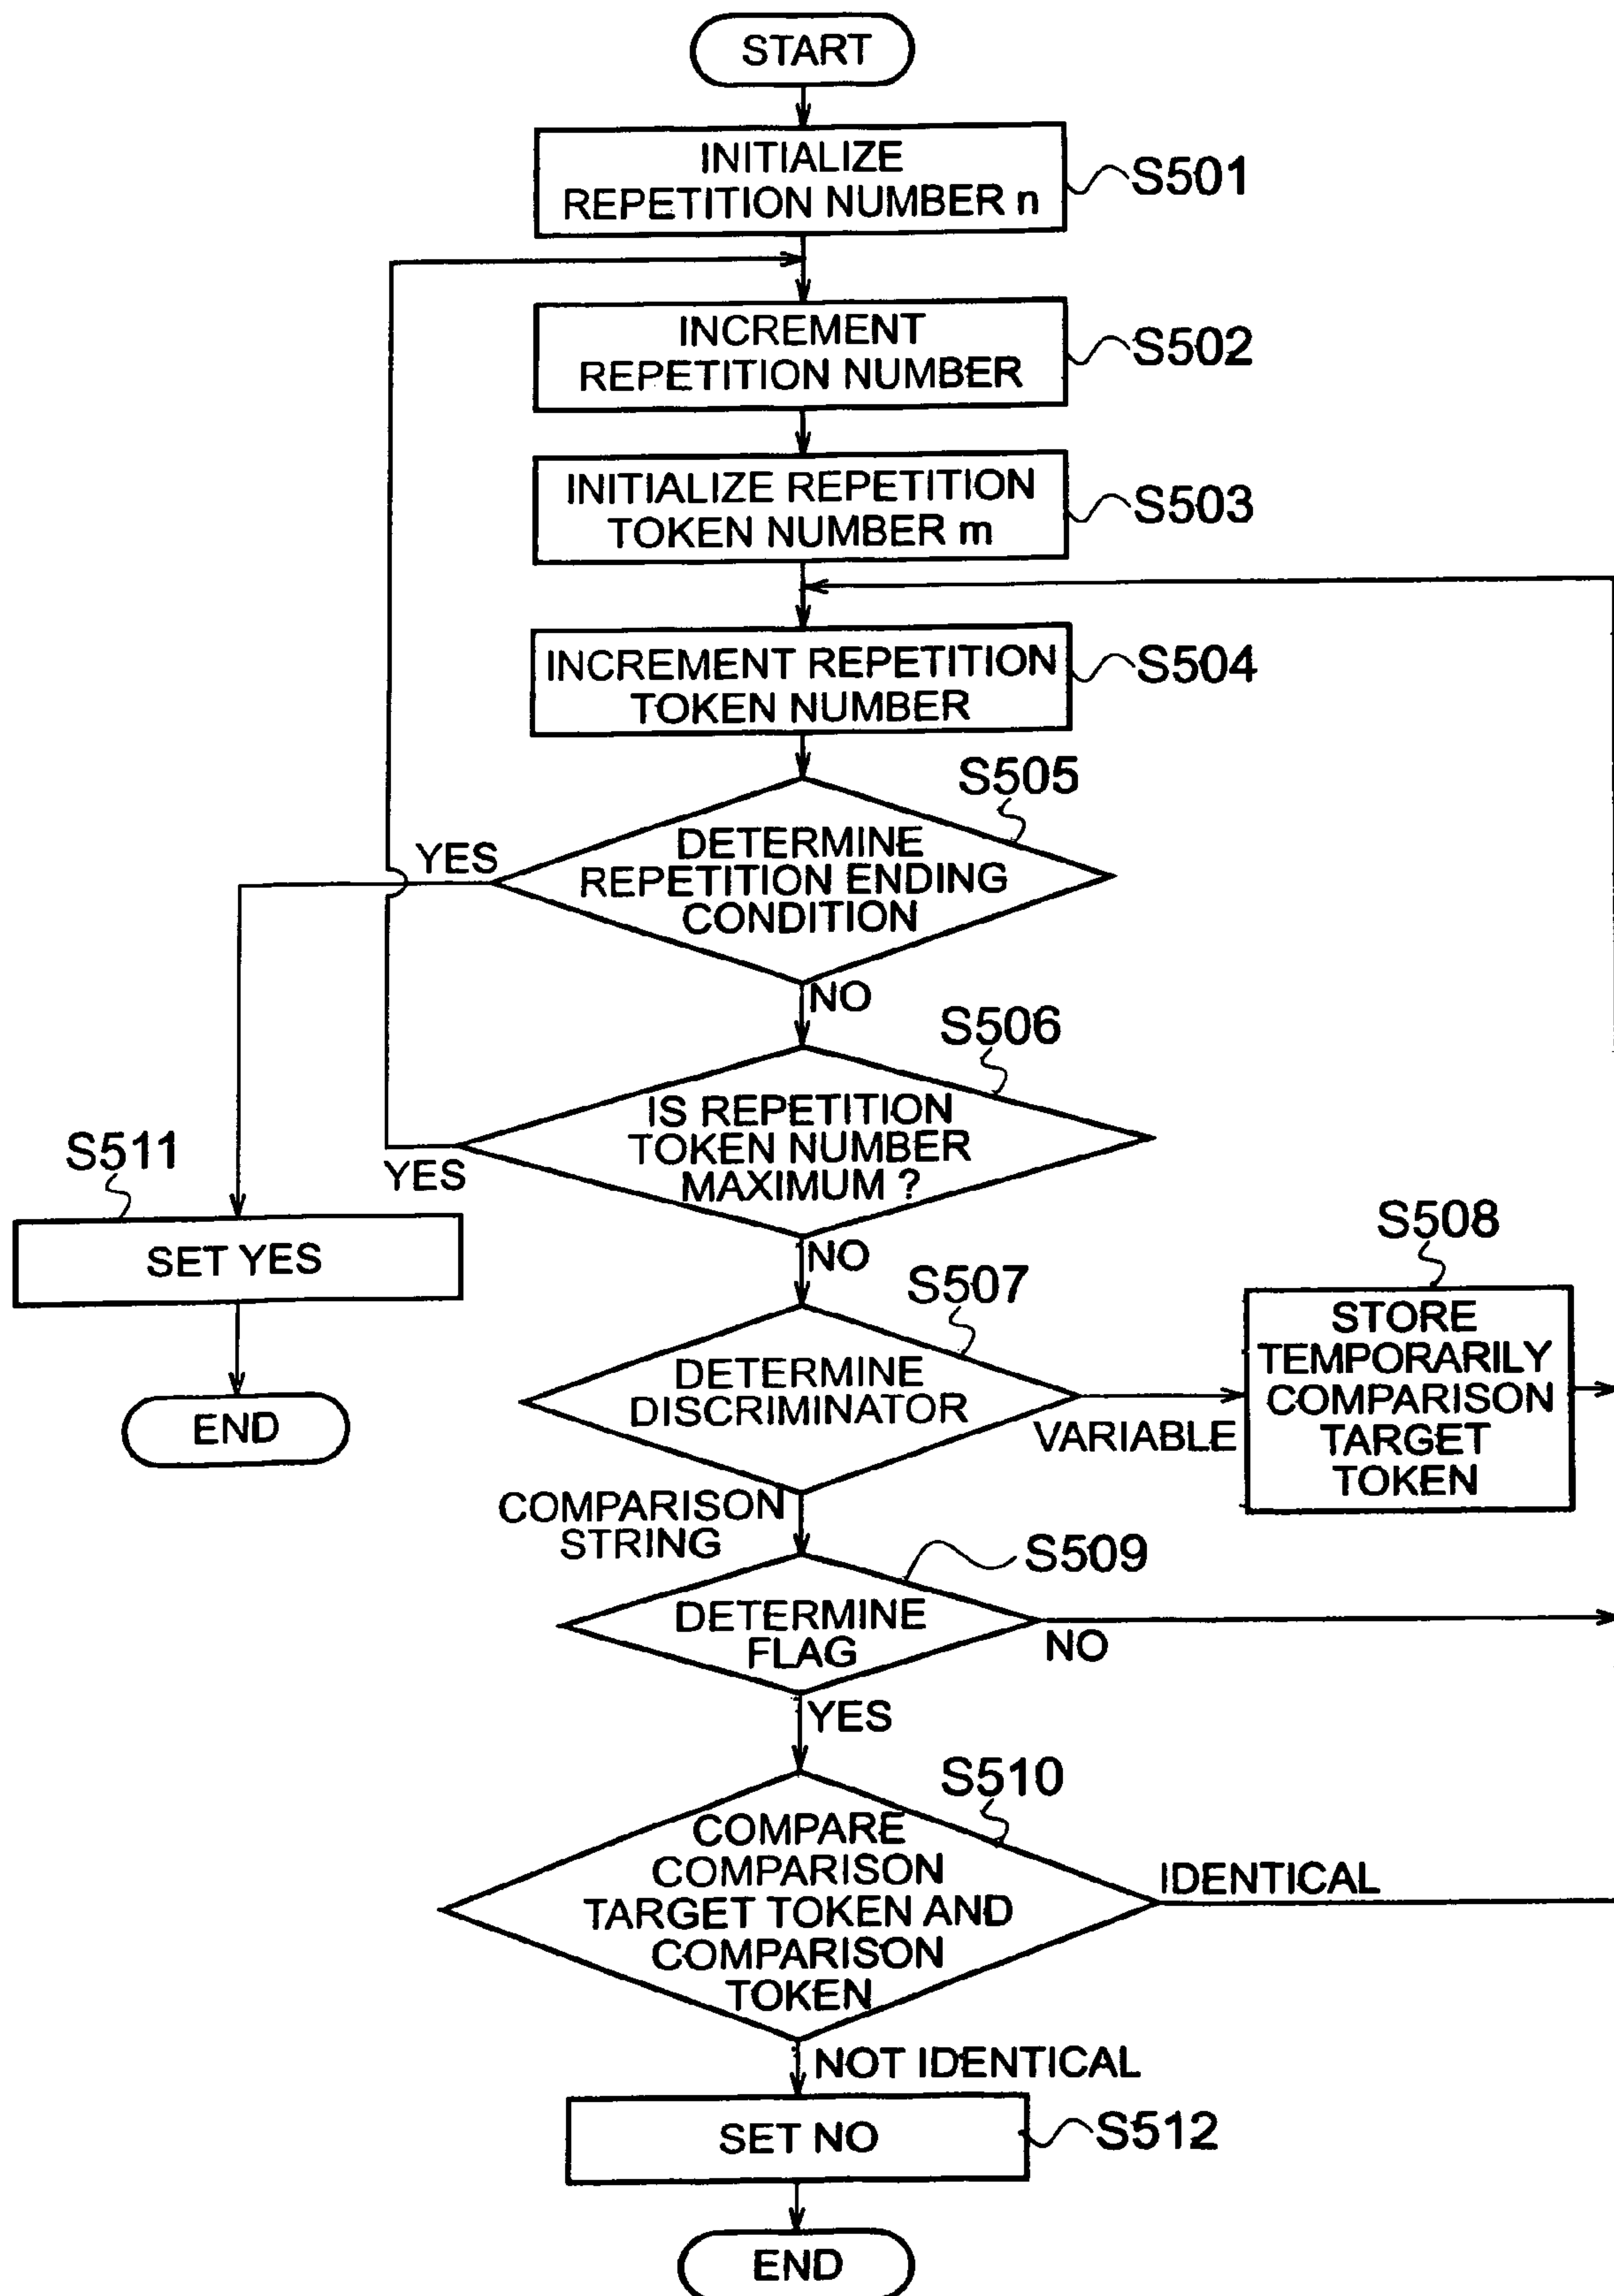 START
INITIALIZE
REPETITION NUMBER n
S501
INCREMENT
REPETITION NUMBER
S502
INITIALIZE REPETITION
TOKEN NUMBER m
S503
INCREMENT REPETITION
TOKEN NUMBER
S504
S505
DETERMINE
REPETITION ENDING
CONDITION
YES
NO
S506
IS REPETITION
TOKEN NUMBER
MAXIMUM ?
YES
NO
S511
SET YES
END
S507
DETERMINE
DISCRIMINATOR
VARIABLE
S508
STORE
TEMPORARILY
COMPARISON
TARGET
TOKEN
COMPARISON
STRING
S509
DETERMINE
FLAG
NO
YES
S510
COMPARE
COMPARISON
TARGET TOKEN AND
COMPARISON
TOKEN
IDENTICAL
NOT IDENTICAL
SET NO
S512
END